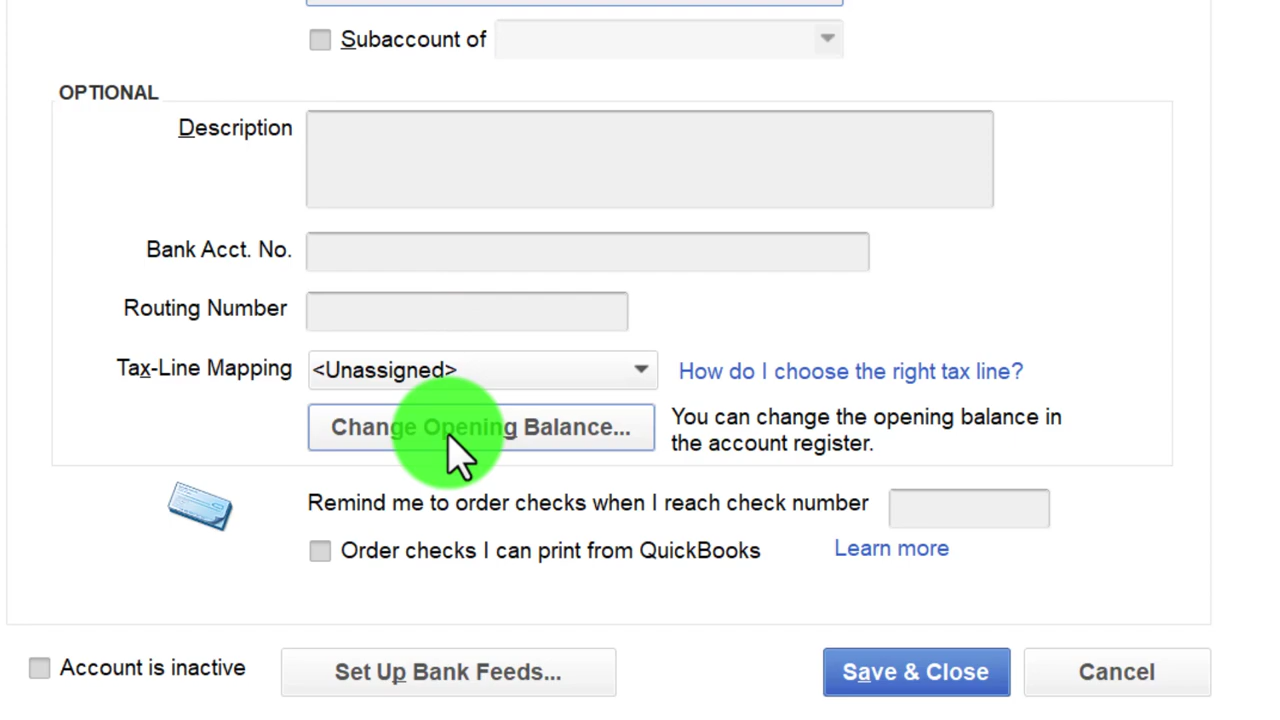 Subaccount of
OPTIONAL
Description
Bank Acct. No.
Routing Number
Tax-Line Mapping <Unassigned> How do I choose the right tax line?
Change Opening Balance... You can change the opening balance in
the account register.
Remind me to order checks when I reach check number
Order checks I can print from QuickBooks Learn more
Account is inactive Set Up Bank Feeds... Save & Close Cancel